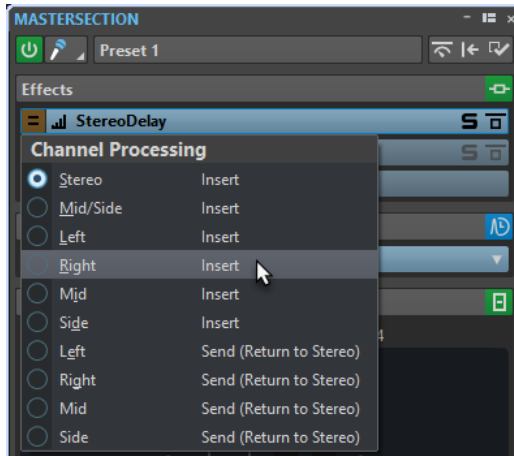 MASTERSECTION
Preset 1
Effects
StereoDelay S
Channel Processing
S
Stereo Insert
Mid/Side Insert
Left Insert
Right Insert
Mid Insert
Side Insert
Left Send (Return to Stereo)
4
Right Send (Return to Stereo)
Mid Send (Return to Stereo)
Side Send (Return to Stereo)